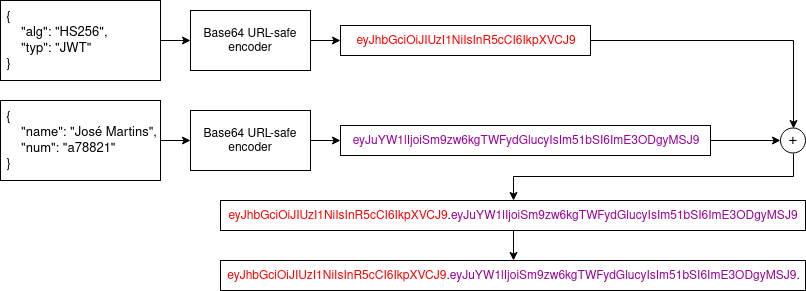 {
"alg": "HS256",
"typ": "JWT"
}
Base64 URL-safe
encoder
eyJhbGciOiJIUzI1NiIsInR5cCI6IkpXVCJ9
{
"name": "José Martins",
"num": "a78821"
}
Base64 URL-safe
encoder
eyJuYW1lIjoiSm9zw6kgTWFydGlucyIsIm51bSI6ImE3ODgyMSJ9
+
eyJhbGciOiJIUzI1NiIsInR5cCI6IkpXVCJ9.eyJuYW1lIjoiSm9zw6kgTWFydGlucyIsIm51bSI6ImE3ODgyMSJ9
eyJhbGciOiJIUzI1NiIsInR5cCI6IkpXVCJ9.eyJuYW1lIjoiSm9zw6kgTWFydGlucyIsIm51bSI6ImE3ODgyMSJ9.